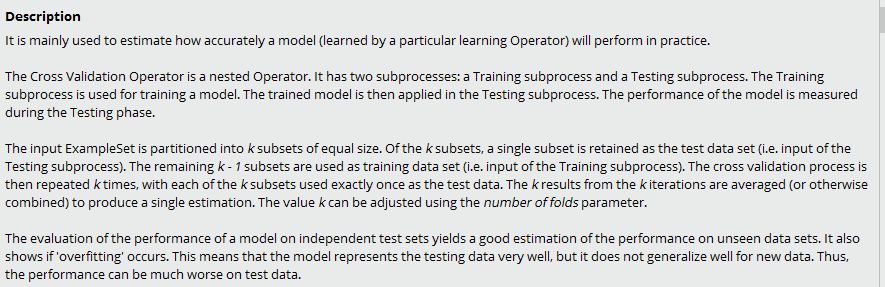 Description
It is mainly used to estimate how accurately a model (learned by a particular learning Operator) will perform in practice.
The Cross Validation Operator is a nested Operator. It has two subprocesses: a Training subprocess and a Testing subprocess. The Training
subprocess is used for training a model. The trained model is then applied in the Testing subprocess. The performance of the model is measured
during the Testing phase.
The input ExampleSet is partitioned into k subsets of equal size. Of the k subsets, a single subset is retained as the test data set (i.e. input of the
Testing subprocess). The remaining k - 1 subsets are used as training data set (i.e. input of the Training subprocess). The cross validation process is
then repeated k times, with each of the k subsets used exactly once as the test data. The k results from the k iterations are averaged (or otherwise
combined) to produce a single estimation. The value k can be adjusted using the number of folds parameter.
The evaluation of the performance of a model on independent test sets yields a good estimation of the performance on unseen data sets. It also
shows if 'overfitting' occurs. This means that the model represents the testing data very well, but it does not generalize well for new data. Thus,
the performance can be much worse on test data.